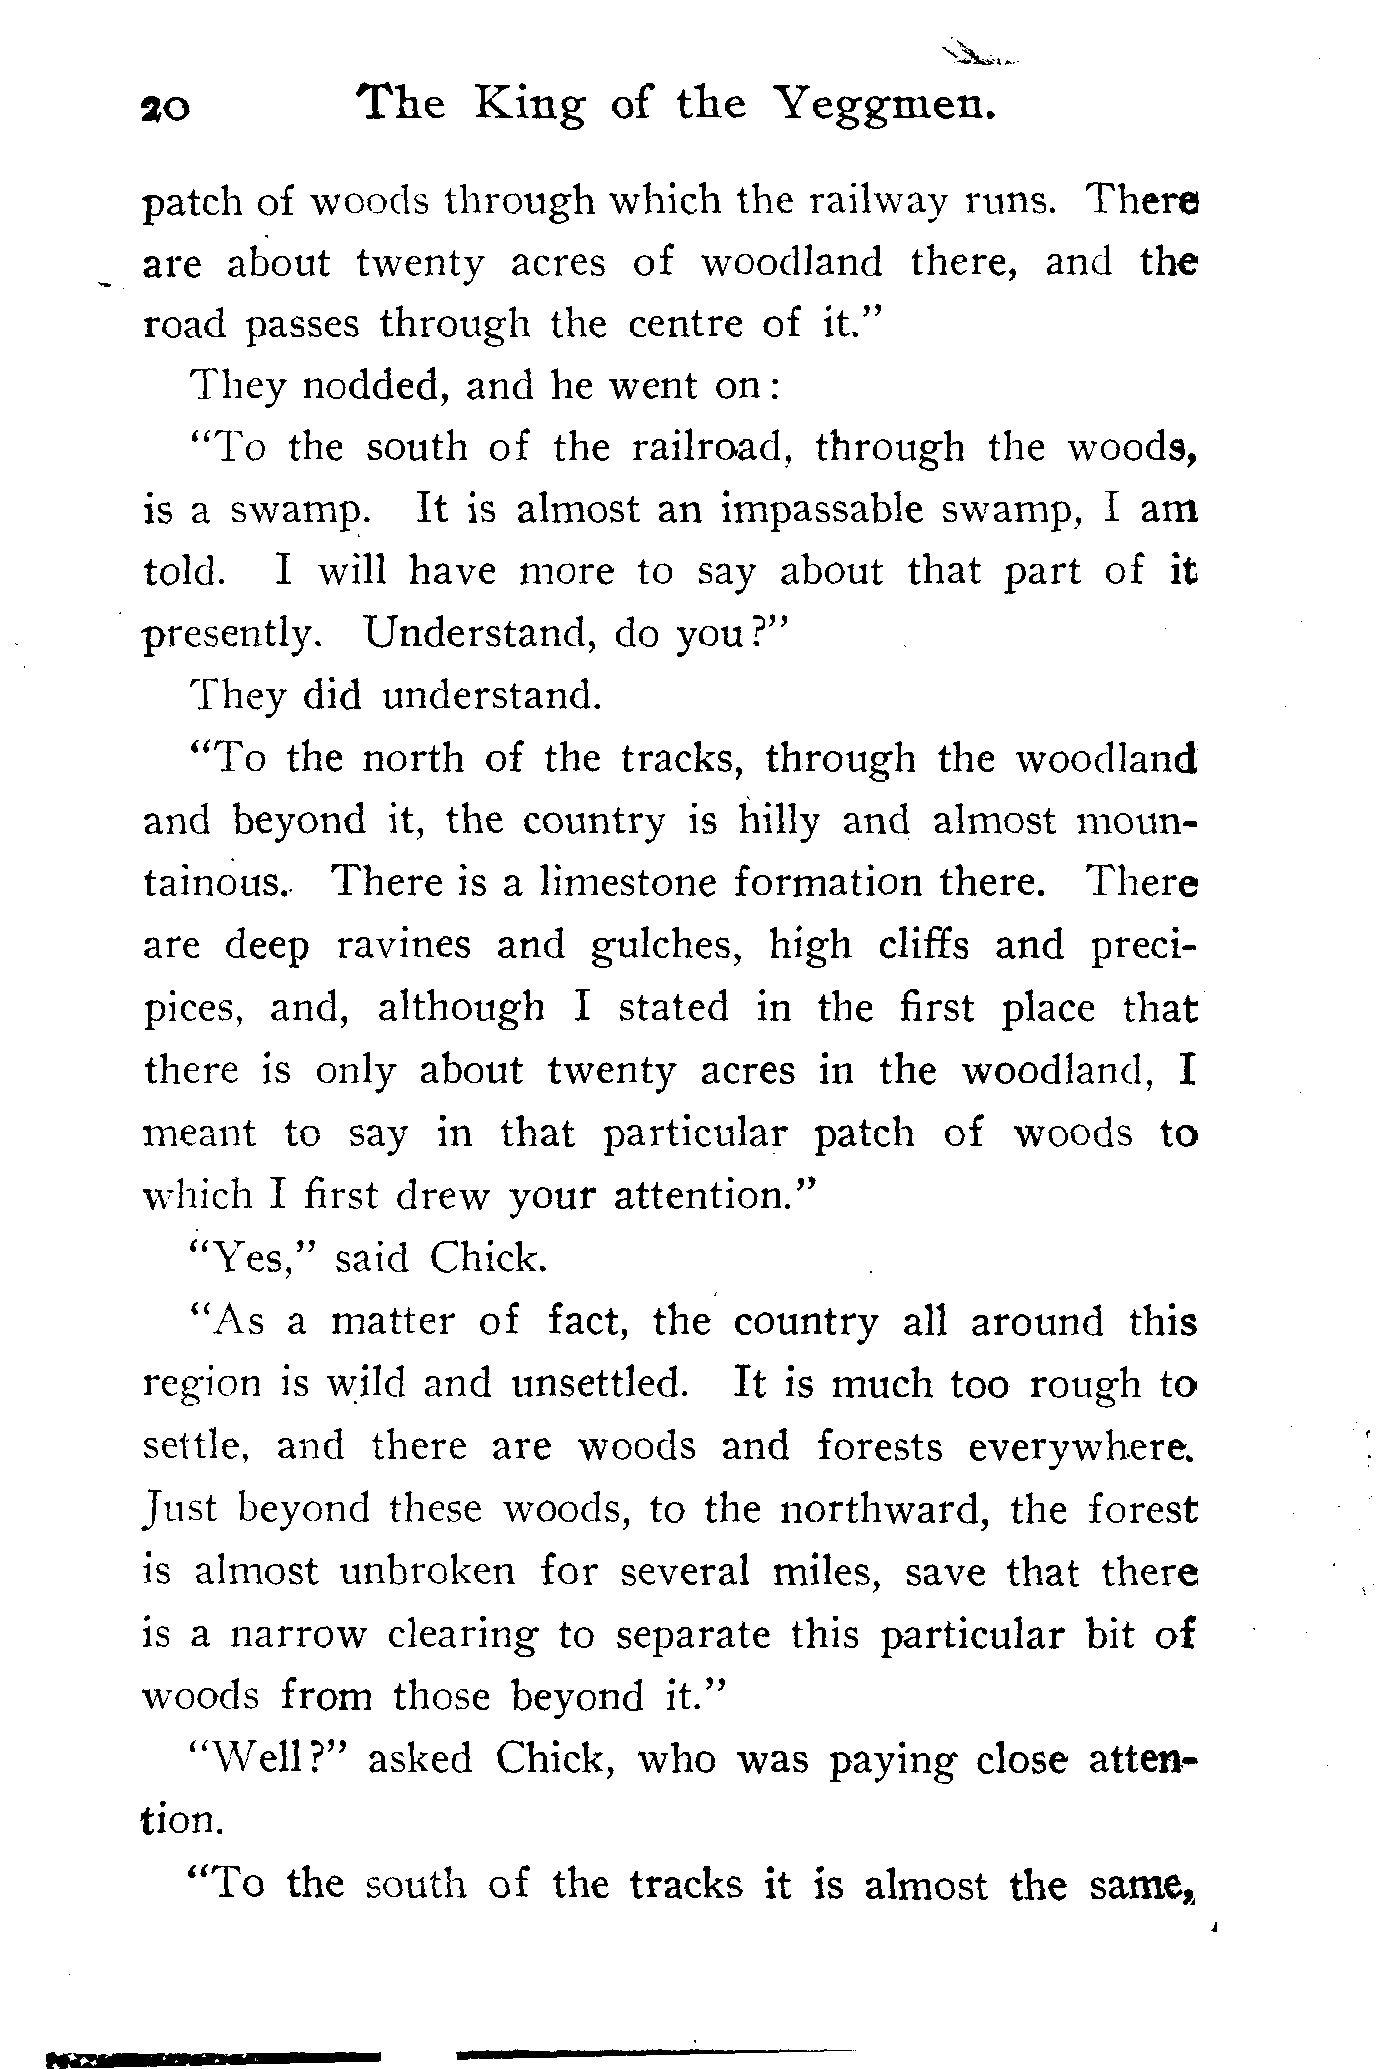 20 The King of the Yeggmen.
patch of woods through which the railway runs. There
are about twenty acres of woodland there, and the
road passes through the centre of it."
They nodded, and he went on:
"To the south of the railroad, through the woods,
is a swamp. It is almost an impassable swamp, I am
told. I will have more to say about that part of it
presently. Understand, do you?"
They did understand.
"To the north of the tracks, through the woodland
and beyond it, the country is hilly and almost moun-
tainous. There is a limestone formation there. There
are deep ravines and gulches, high cliffs and preci-
pices, and, although I stated in the first place that
there is only about twenty acres in the woodland, I
meant to say in that particular patch of woods to
which I first drew your attention."
"Yes," said Chick.
"As a matter of fact, the country all around this
region is wild and unsettled. It is much too rough to
settle, and there are woods and forests everywhere.
Just beyond these woods, to the northward, the forest
is almost unbroken for several miles, save that there
is a narrow clearing to separate this particular bit of
woods from those beyond it."
"Well?" asked Chick, who was paying close atten-
tion.
"To the south of the tracks it is almost the same,